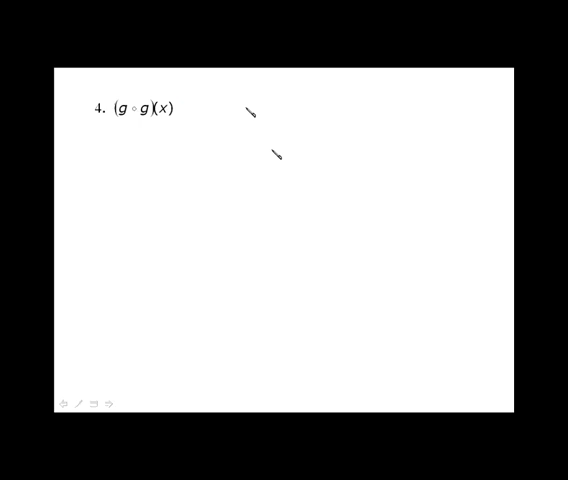 4. (g ∘ g)(x)